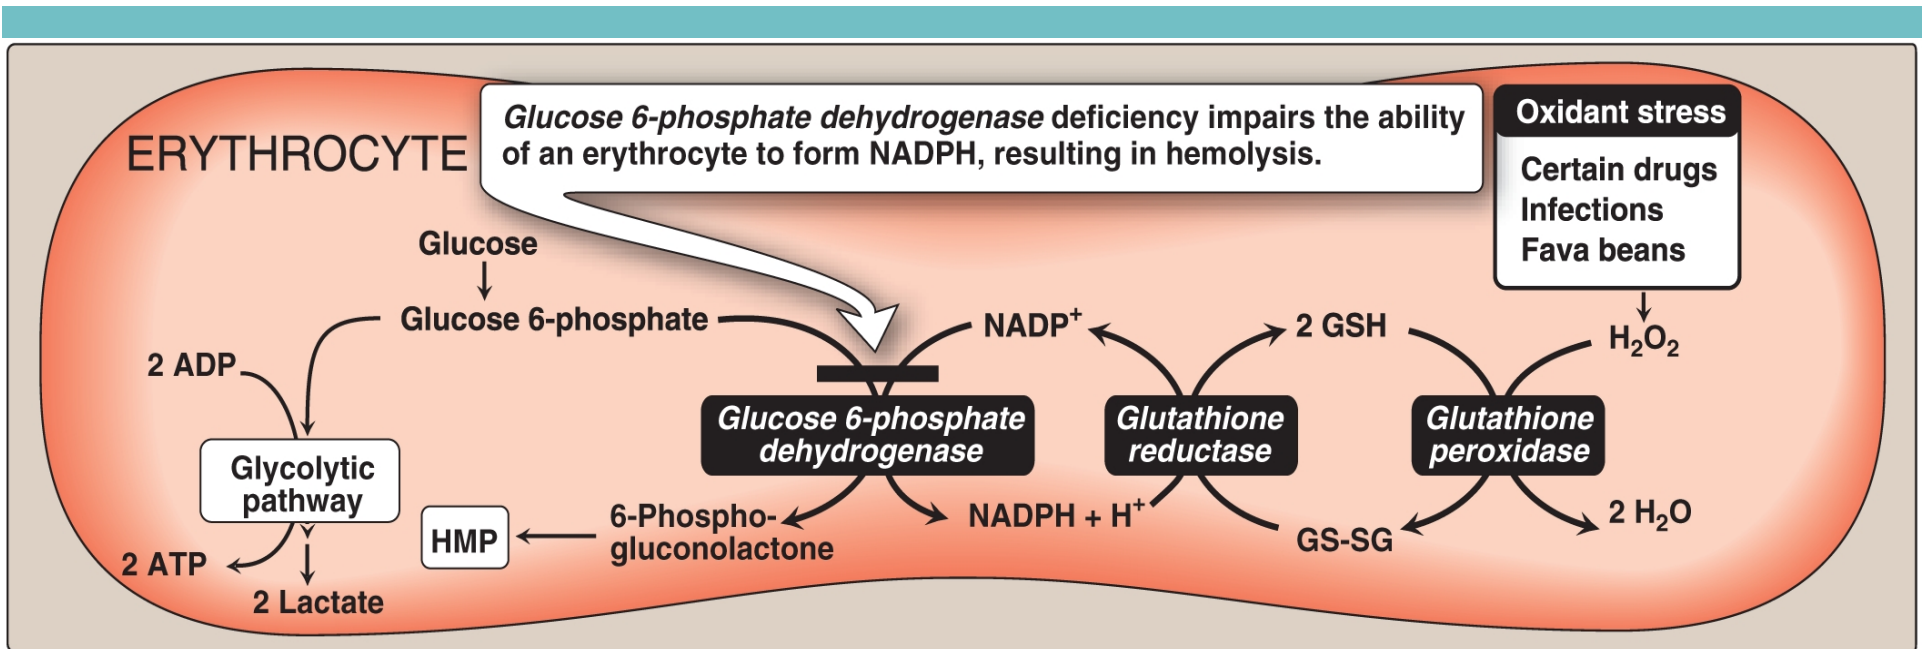 Glucose 6-phosphate dehydrogenase deficiency impairs the ability
of an erythrocyte to form NADPH, resulting in hemolysis.
ERYTHROCYTE
Oxidant stress
Certain drugs
Infections
Fava beans
Glucose
Glucose 6-phosphate
NADP⁺
2 GSH
H₂O₂
2 ADP
Glucose 6-phosphate
dehydrogenase
Glutathione
reductase
Glutathione
peroxidase
Glycolytic
pathway
HMP
6-Phospho-
gluconolactone
NADPH + H⁺
GS-SG
2 H₂O
2 ATP
2 Lactate